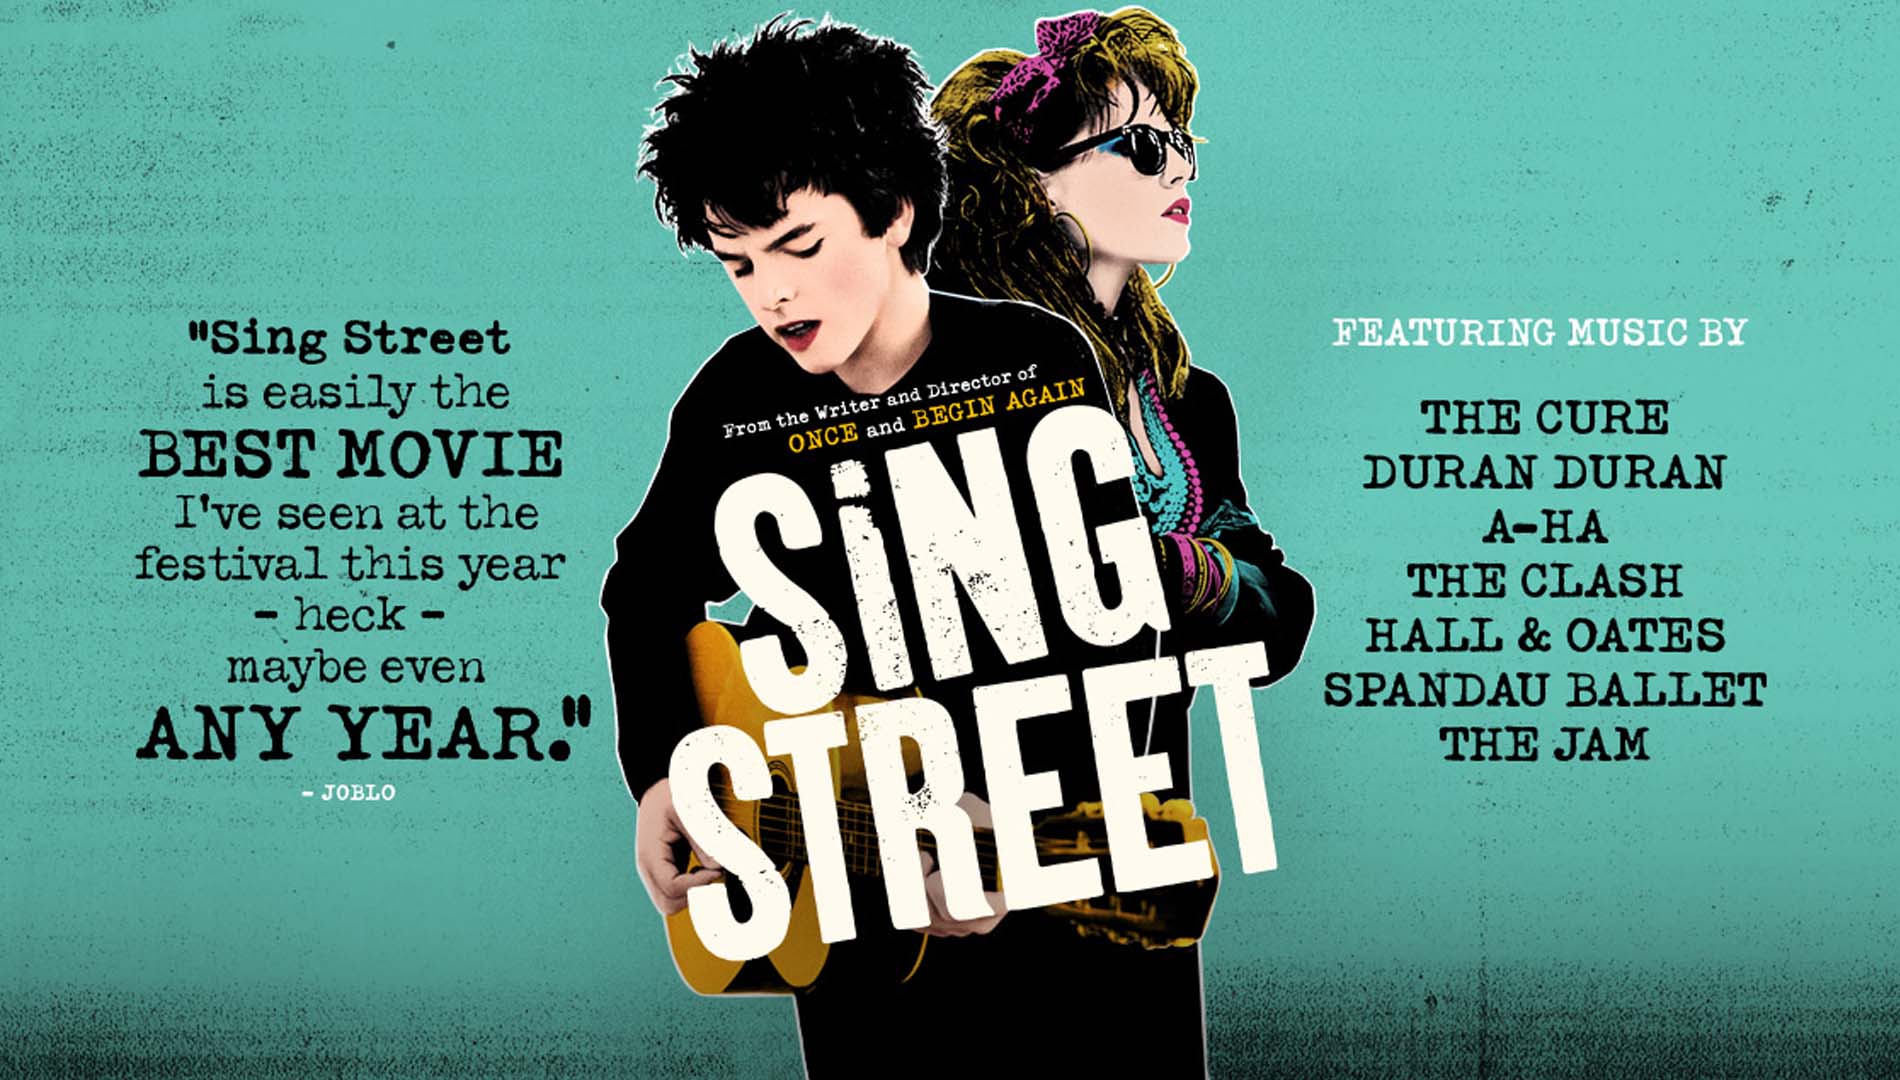 "Sing Street
is easily the
BEST MOVIE
I've seen at the
festival this year
- heck -
maybe even
ANY YEAR."
- JOBLO
From the Writer and Director of
ONCE and BEGIN AGAIN
SiNG
STREET
FEATURING MUSIC BY
THE CURE
DURAN DURAN
A-HA
THE CLASH
HALL & OATES
SPANDAU BALLET
THE JAM